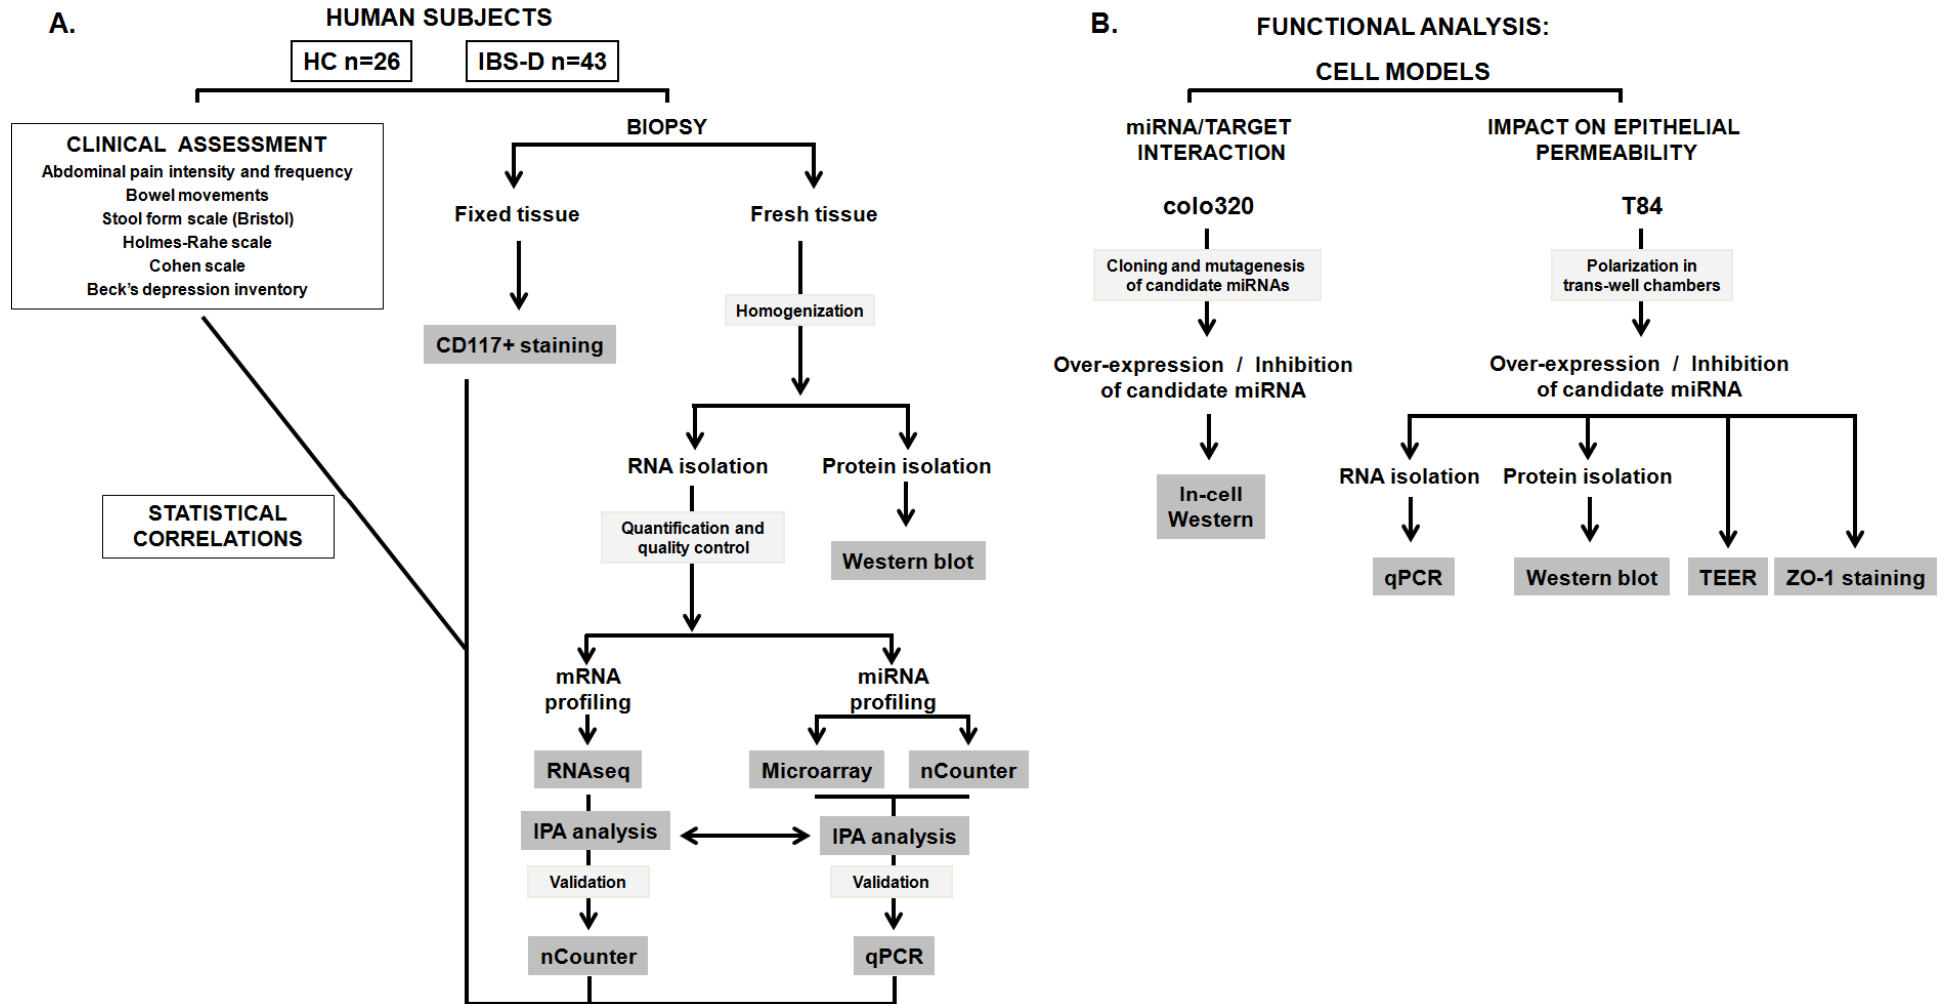 A.
HUMAN SUBJECTS
HC n=26
IBS-D n=43
CLINICAL ASSESSMENT
Abdominal pain intensity and frequency
Bowel movements
Stool form scale (Bristol)
Holmes-Rahe scale
Cohen scale
Beck's depression inventory
BIOPSY
Fixed tissue
Fresh tissue
Homogenization
CD117+ staining
RNA isolation
Protein isolation
STATISTICAL
CORRELATIONS
Quantification and
quality control
Western blot
mRNA
profiling
miRNA
profiling
RNAseq
Microarray
nCounter
IPA analysis
IPA analysis
Validation
Validation
nCounter
qPCR
B.
FUNCTIONAL ANALYSIS:
CELL MODELS
miRNA/TARGET
INTERACTION
IMPACT ON EPITHELIAL
PERMEABILITY
colo320
T84
Cloning and mutagenesis
of candidate miRNAs
Polarization in
trans-well chambers
Over-expression / Inhibition
of candidate miRNA
Over-expression / Inhibition
of candidate miRNA
In-cell
Western
RNA isolation
Protein isolation
qPCR
Western blot
TEER
ZO-1 staining